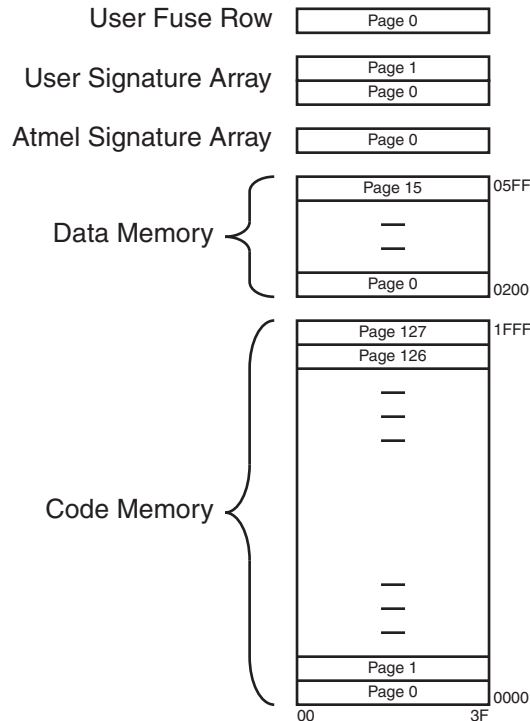 User Fuse Row Page 0
Page 1
User Signature Array
Page 0
Atmel Signature Array Page 0
Page 15 05FF
Data Memory
Page 0 0200
Page 127 1FFF
Page 126
Code Memory
Page 1
Page 0 0000
00 3F